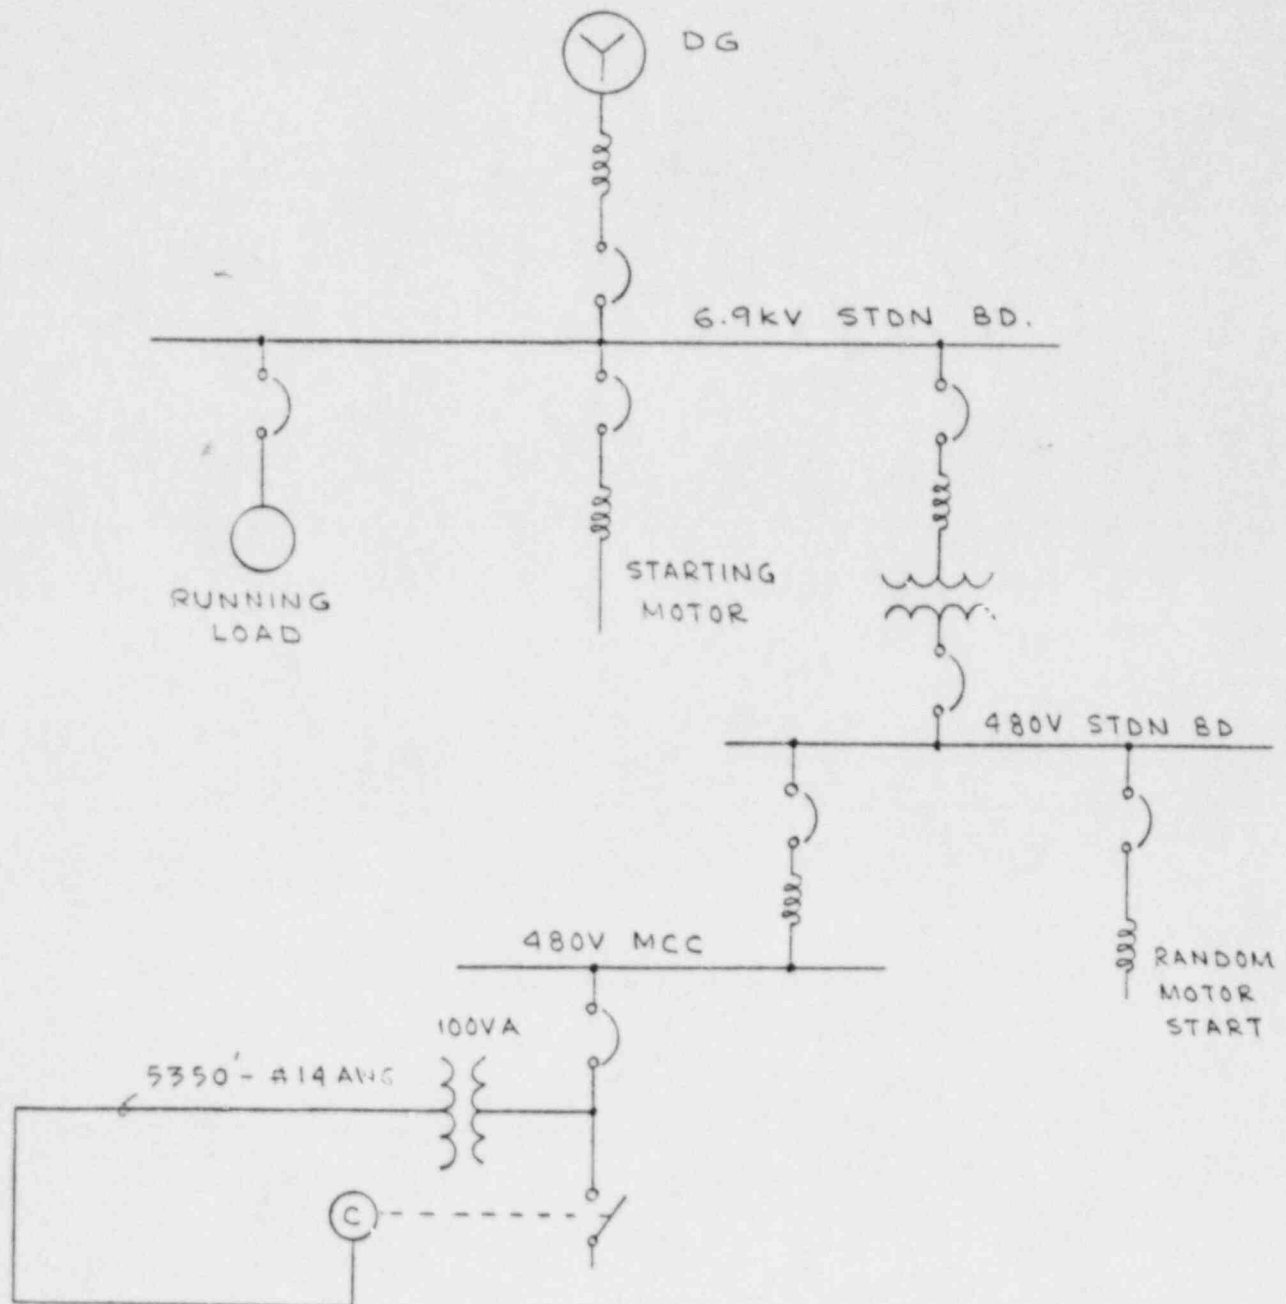 DG
6.9KV STDN BD.
RUNNING
LOAD
STARTING
MOTOR
480V STDN BD
480V MCC
RANDOM
MOTOR
START
100VA
5350'- #14 AWG
C